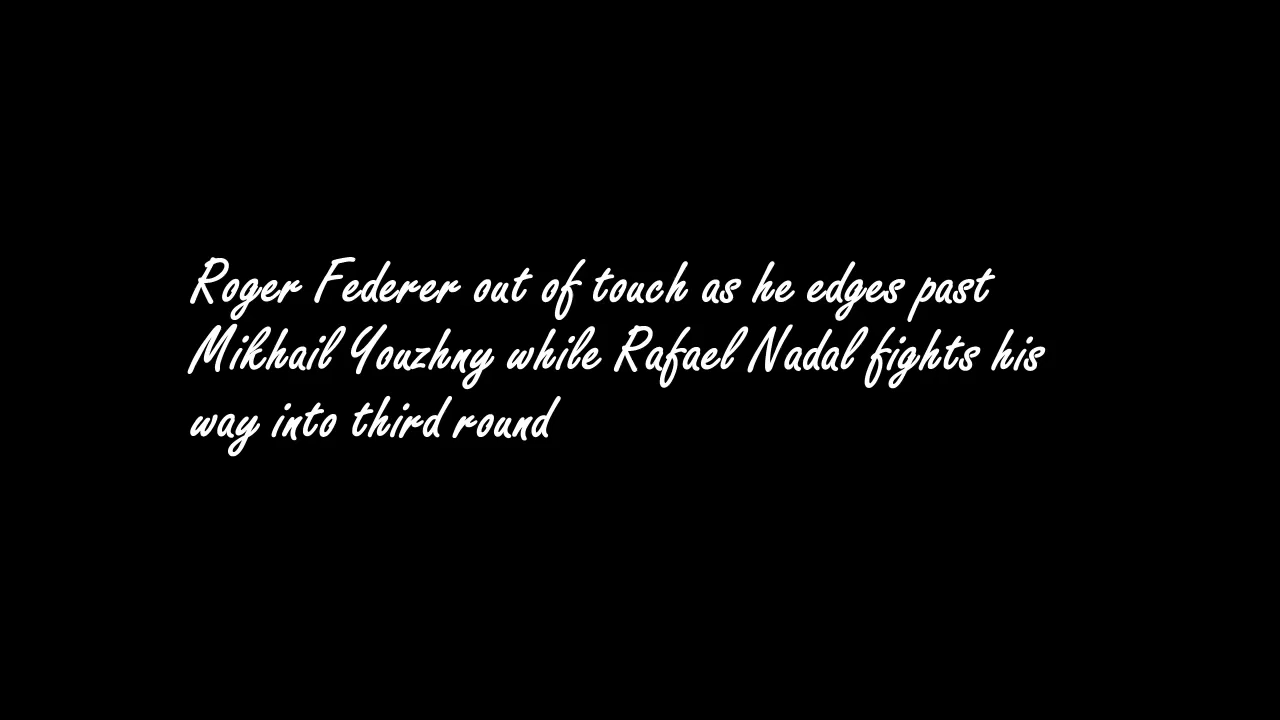 Roger Federer out of touch as he edges past
Mikhail Youzhny while Rafael Nadal fights his
way into third round